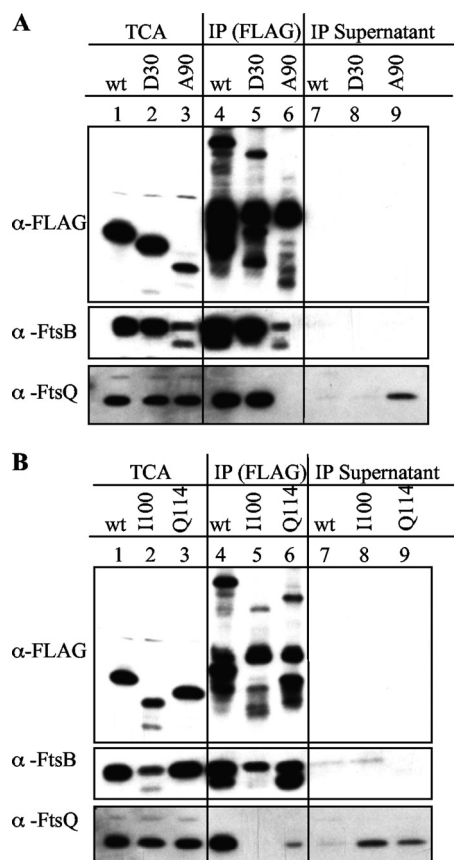 A
TCA IP (FLAG) IP Supernatant
wt D30 A90 wt D30 A90 wt D30 A90
1 2 3 4 5 6 7 8 9
α-FLAG
α -FtsB
α -FtsQ
B
TCA IP (FLAG) IP Supernatant
wt I100 Q114 wt I100 Q114 wt I100 Q114
1 2 3 4 5 6 7 8 9
α-FLAG
α -FtsB
α -FtsQ